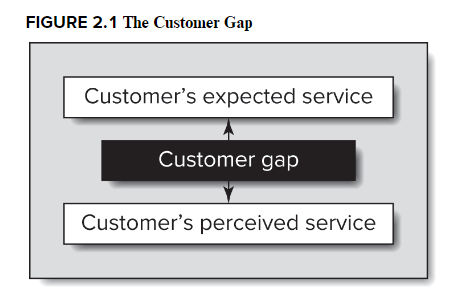 FIGURE 2.1 The Customer Gap
Customer’s expected service
Customer gap
Customer’s perceived service